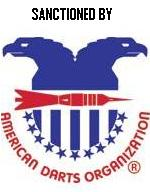 SANCTIONED BY
AMERICAN DARTS ORGANIZATION ®